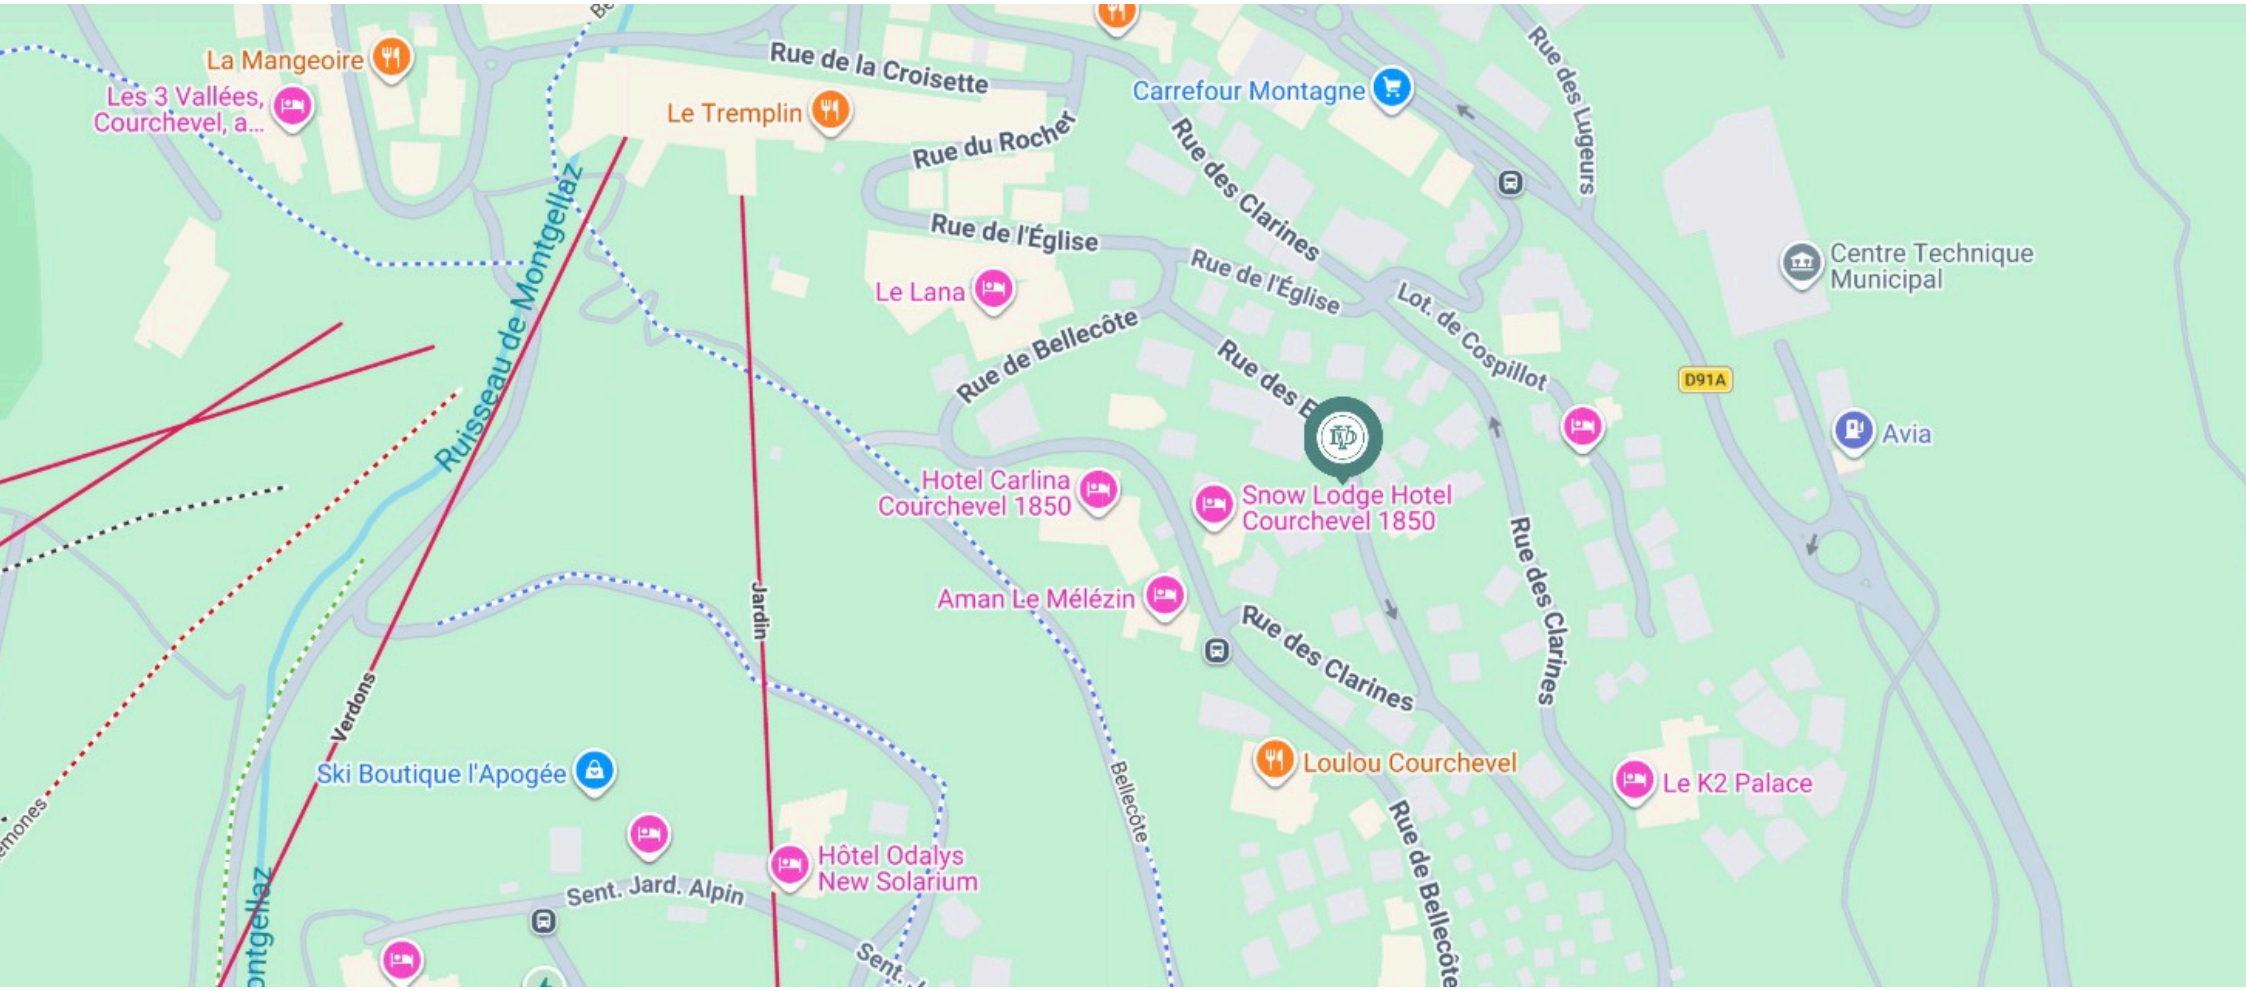 Be
La Mangeoire
Les 3 Vallées,
Courchevel, a...
Rue de la Croisette
Le Tremplin
Rue du Rocher
Carrefour Montagne
Rue des Lugeurs
Rue des Clarines
Rue de l'Église
Rue de l'Église
Centre Technique
Municipal
Le Lana
Ruisseau de Montgellaz
Lot. de Cospillot
Rue de Bellecôte
Rue des E
D91A
Avia
Hotel Carlina
Courchevel 1850
Snow Lodge Hotel
Courchevel 1850
Rue des Clarines
Aman Le Mélézin
Jardin
Rue des Clarines
Verdons
Ski Boutique l'Apogée
Loulou Courchevel
Le K2 Palace
Bellecôte
emones
Hôtel Odalys
New Solarium
Sent. Jard. Alpin
Rue de Bellecôte
ontgellaz
Sent. J